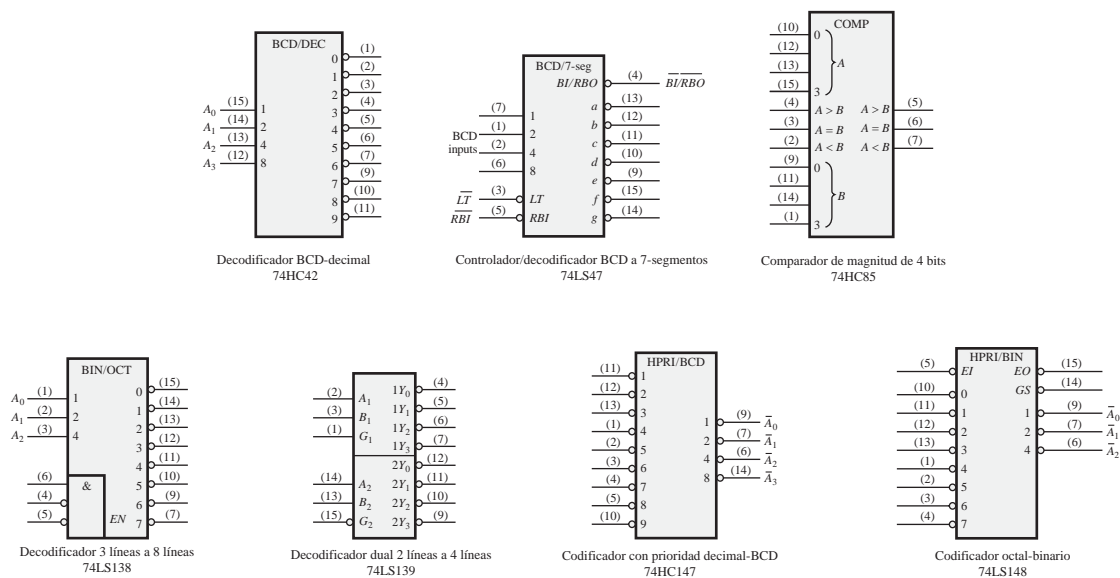 BCD/DEC
0 (1)
1 (2)
2 (3)
3 (4)
A0 (15) 1 4 (5)
A1 (14) 2 5 (6)
A2 (13) 4 6 (7)
A3 (12) 8 7 (9)
8 (10)
9 (11)
Decodificador BCD-decimal
74HC42
BCD/7-seg
BI/RBO (4) BI/RBO
a (13)
(7) 1 b (12)
(1) 2 c (11)
BCD
inputs
(2) 4 d (10)
(6) 8 e (9)
LT (3) LT f (15)
RBI (5) RBI g (14)
Controlador/decodificador BCD a 7-segmentos
74LS47
COMP
(10) 0
(12)
(13) A
(15) 3
(4) A > B A > B (5)
(3) A = B A = B (6)
(2) A < B A < B (7)
(9) 0
(11)
(14) B
(1) 3
Comparador de magnitud de 4 bits
74HC85
BIN/OCT
A0 (1) 1 0 (15)
A1 (2) 2 1 (14)
A2 (3) 4 2 (13)
3 (12)
4 (11)
(6) & 5 (10)
(4) 6 (9)
(5) EN 7 (7)
Decodificador 3 líneas a 8 líneas
74LS138
(2) A1 1Y0 (4)
(3) B1 1Y1 (5)
(1) G1 1Y2 (6)
1Y3 (7)
2Y0 (12)
(14) A2 2Y1 (11)
(13) B2 2Y2 (10)
(15) G2 2Y3 (9)
Decodificador dual 2 líneas a 4 líneas
74LS139
HPRI/BCD
(11) 1
(12) 2
(13) 3 1 (9) A̅0
(1) 4 2 (7) A̅1
(2) 5 4 (6) A̅2
(3) 6 8 (14) A̅3
(4) 7
(5) 8
(10) 9
Codificador con prioridad decimal-BCD
74HC147
HPRI/BIN
(5) EI EO (15)
(10) 0 GS (14)
(11) 1 1 (9) A̅0
(12) 2 2 (7) A̅1
(13) 3 4 (6) A̅2
(1) 4
(2) 5
(3) 6
(4) 7
Codificador octal-binario
74LS148